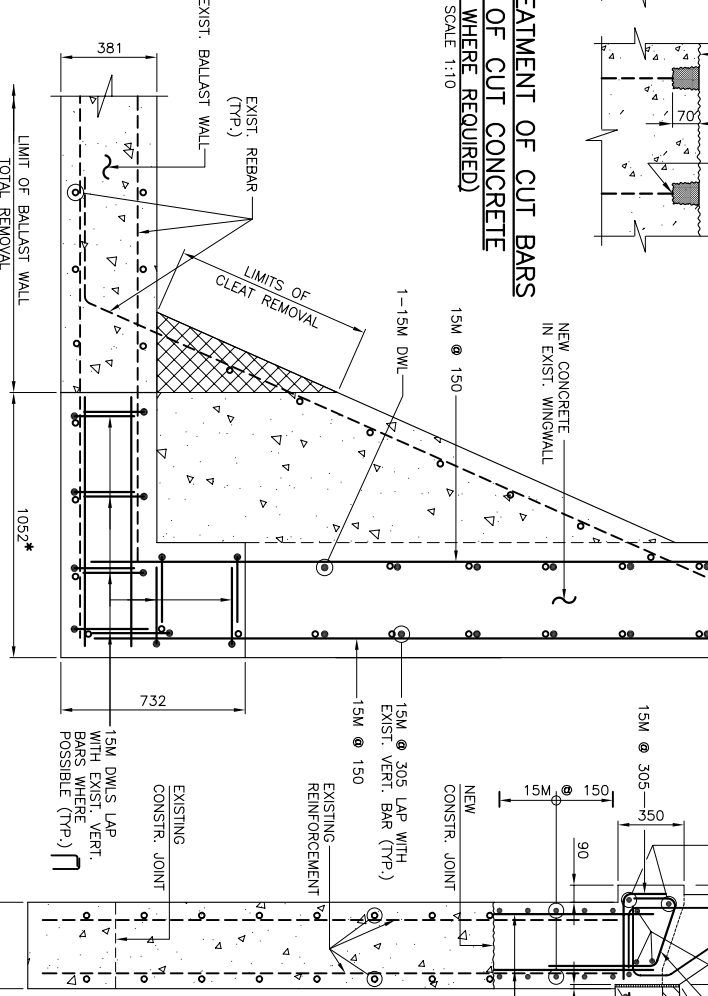 EATMENT OF CUT BARS
OF CUT CONCRETE
WHERE REQUIRED)
SCALE 1:10
70
381
EXIST. BALLAST WALL
EXIST. REBAR
(TYP.)
LIMIT OF BALLAST WALL
TOTAL REMOVAL
LIMITS OF
CLEAT REMOVAL
1-15M DWL
15M @ 150
NEW CONCRETE
IN EXIST. WINGWALL
1052*
732
15M DWLS LAP
WITH EXIST. VERT.
BARS WHERE
POSSIBLE (TYP.)
15M @ 150
15M @ 305 LAP WITH
EXIST. VERT. BAR (TYP.)
EXISTING
CONSTR. JOINT
EXISTING
REINFORCEMENT
NEW
CONSTR. JOINT
15M @ 150
15M @ 305
350
90